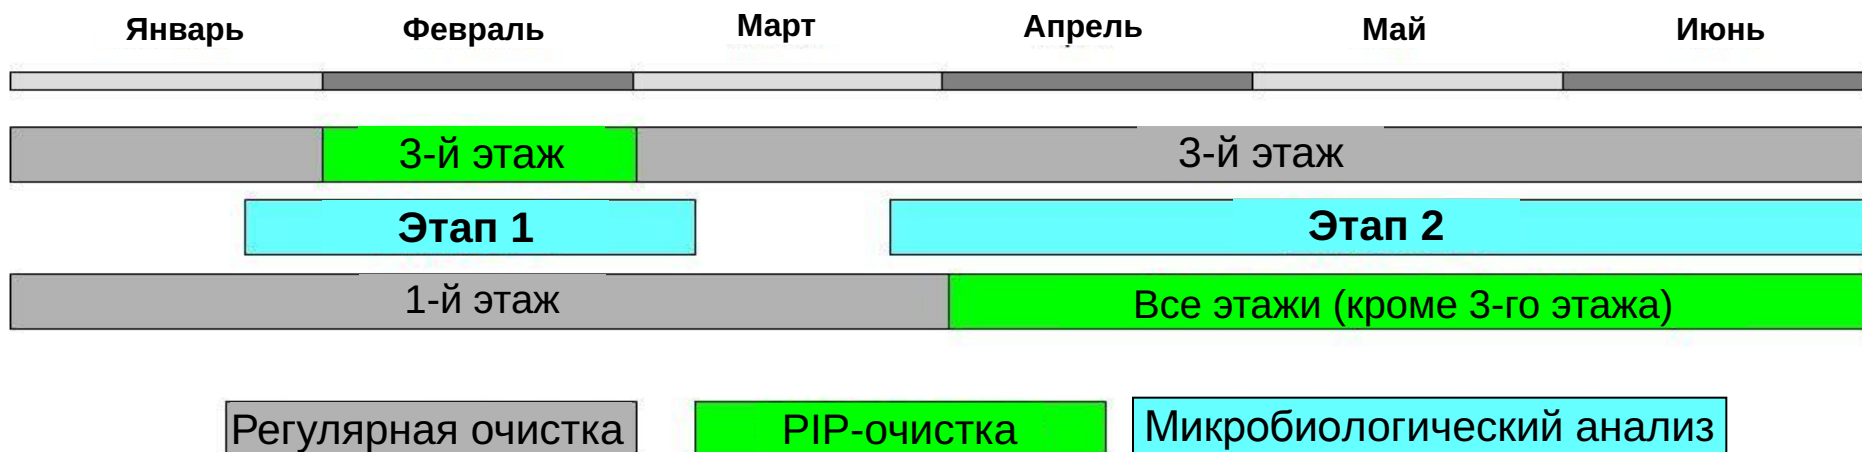 Январь Февраль Март Апрель Май Июнь
3-й этаж 3-й этаж
Этап 1 Этап 2
1-й этаж Все этажи (кроме 3-го этажа)
Регулярная очистка PIP-очистка Микробиологический анализ